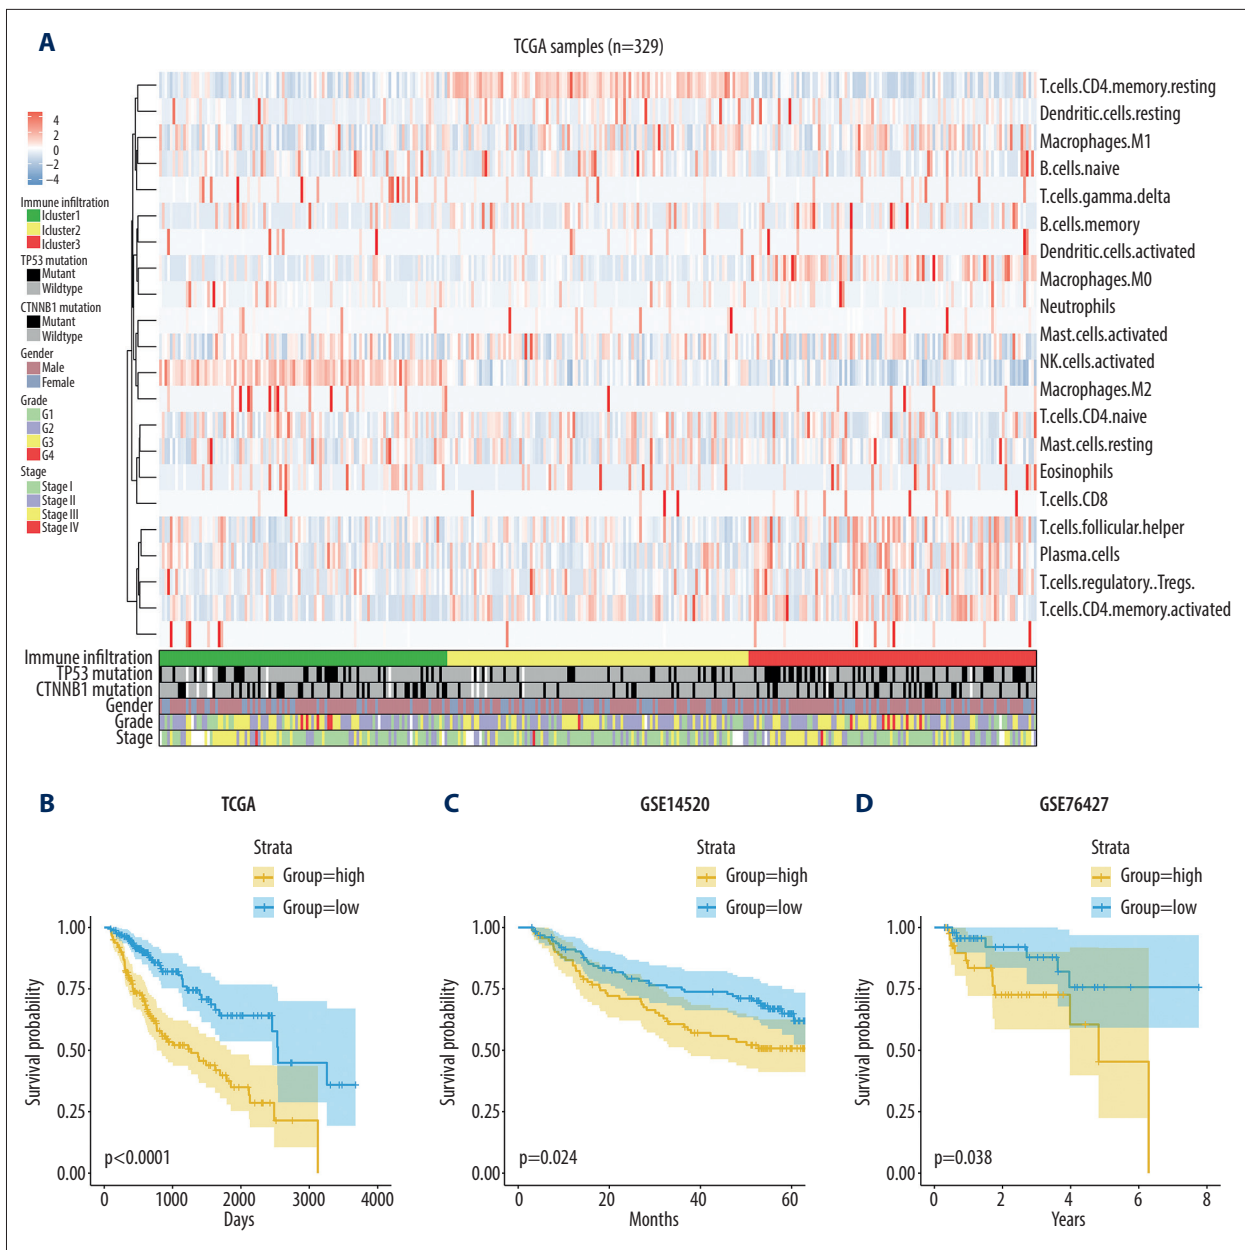 A
TCGA samples (n=329)
4
2
0
−2
−4
Immune infiltration
Icluster1
Icluster2
Icluster3
TP53 mutation
Mutant
Wildtype
CTNNB1 mutation
Mutant
Wildtype
Gender
Male
Female
Grade
G1
G2
G3
G4
Stage
Stage I
Stage II
Stage III
Stage IV
T.cells.CD4.memory.resting
Dendritic.cells.resting
Macrophages.M1
B.cells.naive
T.cells.gamma.delta
B.cells.memory
Dendritic.cells.activated
Macrophages.M0
Neutrophils
Mast.cells.activated
NK.cells.activated
Macrophages.M2
T.cells.CD4.naive
Mast.cells.resting
Eosinophils
T.cells.CD8
T.cells.follicular.helper
Plasma.cells
T.cells.regulatory..Tregs.
T.cells.CD4.memory.activated
Immune infiltration
TP53 mutation
CTNNB1 mutation
Gender
Grade
Stage
B
TCGA
Strata
Group=high
Group=low
1.00
0.75
0.50
0.25
0.00
Survival probability
p<0.0001
0 1000 2000 3000 4000
Days
C
GSE14520
Strata
Group=high
Group=low
1.00
0.75
0.50
0.25
0.00
Survival probability
p=0.024
0 20 40 60
Months
D
GSE76427
Strata
Group=high
Group=low
1.00
0.75
0.50
0.25
0.00
Survival probability
p=0.038
0 2 4 6 8
Years